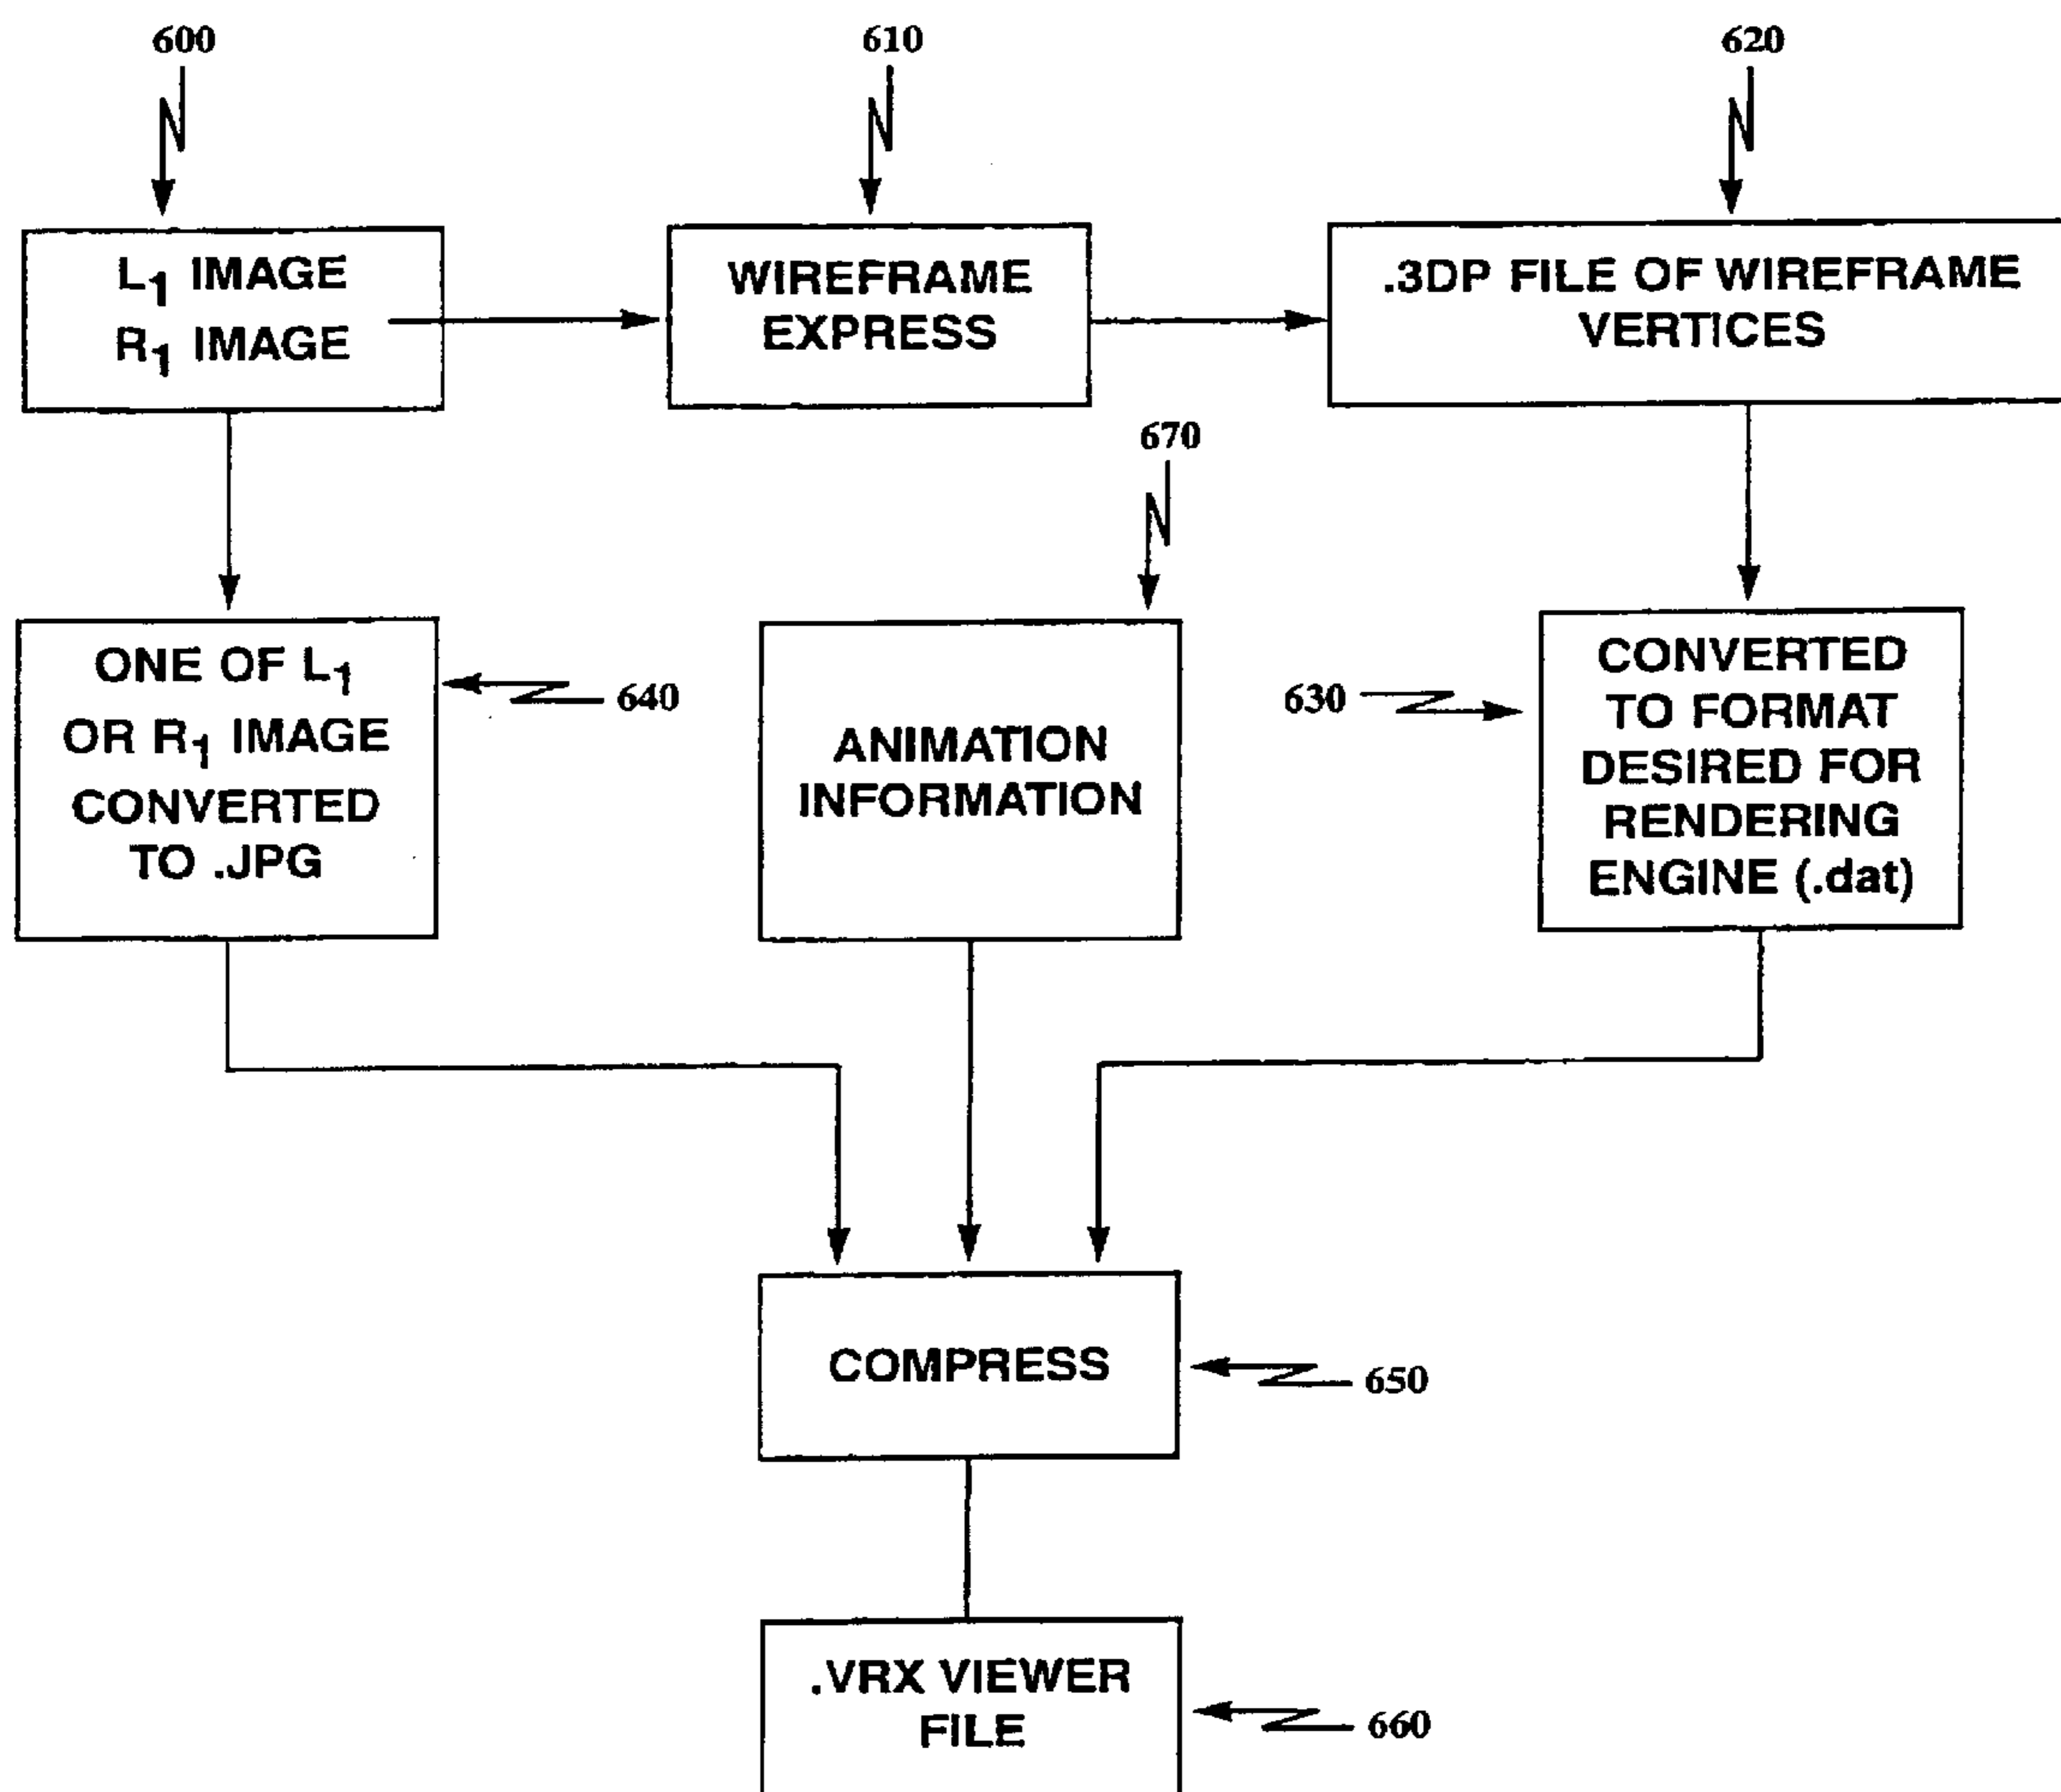 600
610
620
L1 IMAGE
R1 IMAGE
WIREFRAME
EXPRESS
.3DP FILE OF WIREFRAME
VERTICES
670
ONE OF L1
OR R1 IMAGE
CONVERTED
TO .JPG
640
ANIMATION
INFORMATION
630
CONVERTED
TO FORMAT
DESIRED FOR
RENDERING
ENGINE (.dat)
COMPRESS
650
.VRX VIEWER
FILE
660